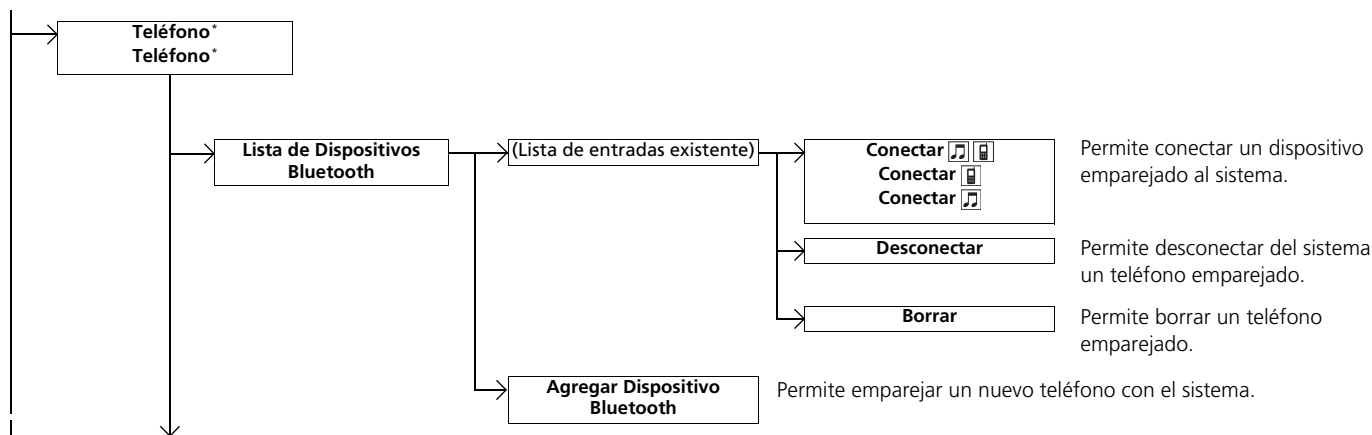 Teléfono*
Teléfono*
Lista de Dispositivos
Bluetooth
(Lista de entradas existente)
Conectar
Conectar
Conectar
Permite conectar un dispositivo
emparejado al sistema.
Desconectar
Permite desconectar del sistema
un teléfono emparejado.
Borrar
Permite borrar un teléfono
emparejado.
Agregar Dispositivo
Bluetooth
Permite emparejar un nuevo teléfono con el sistema.